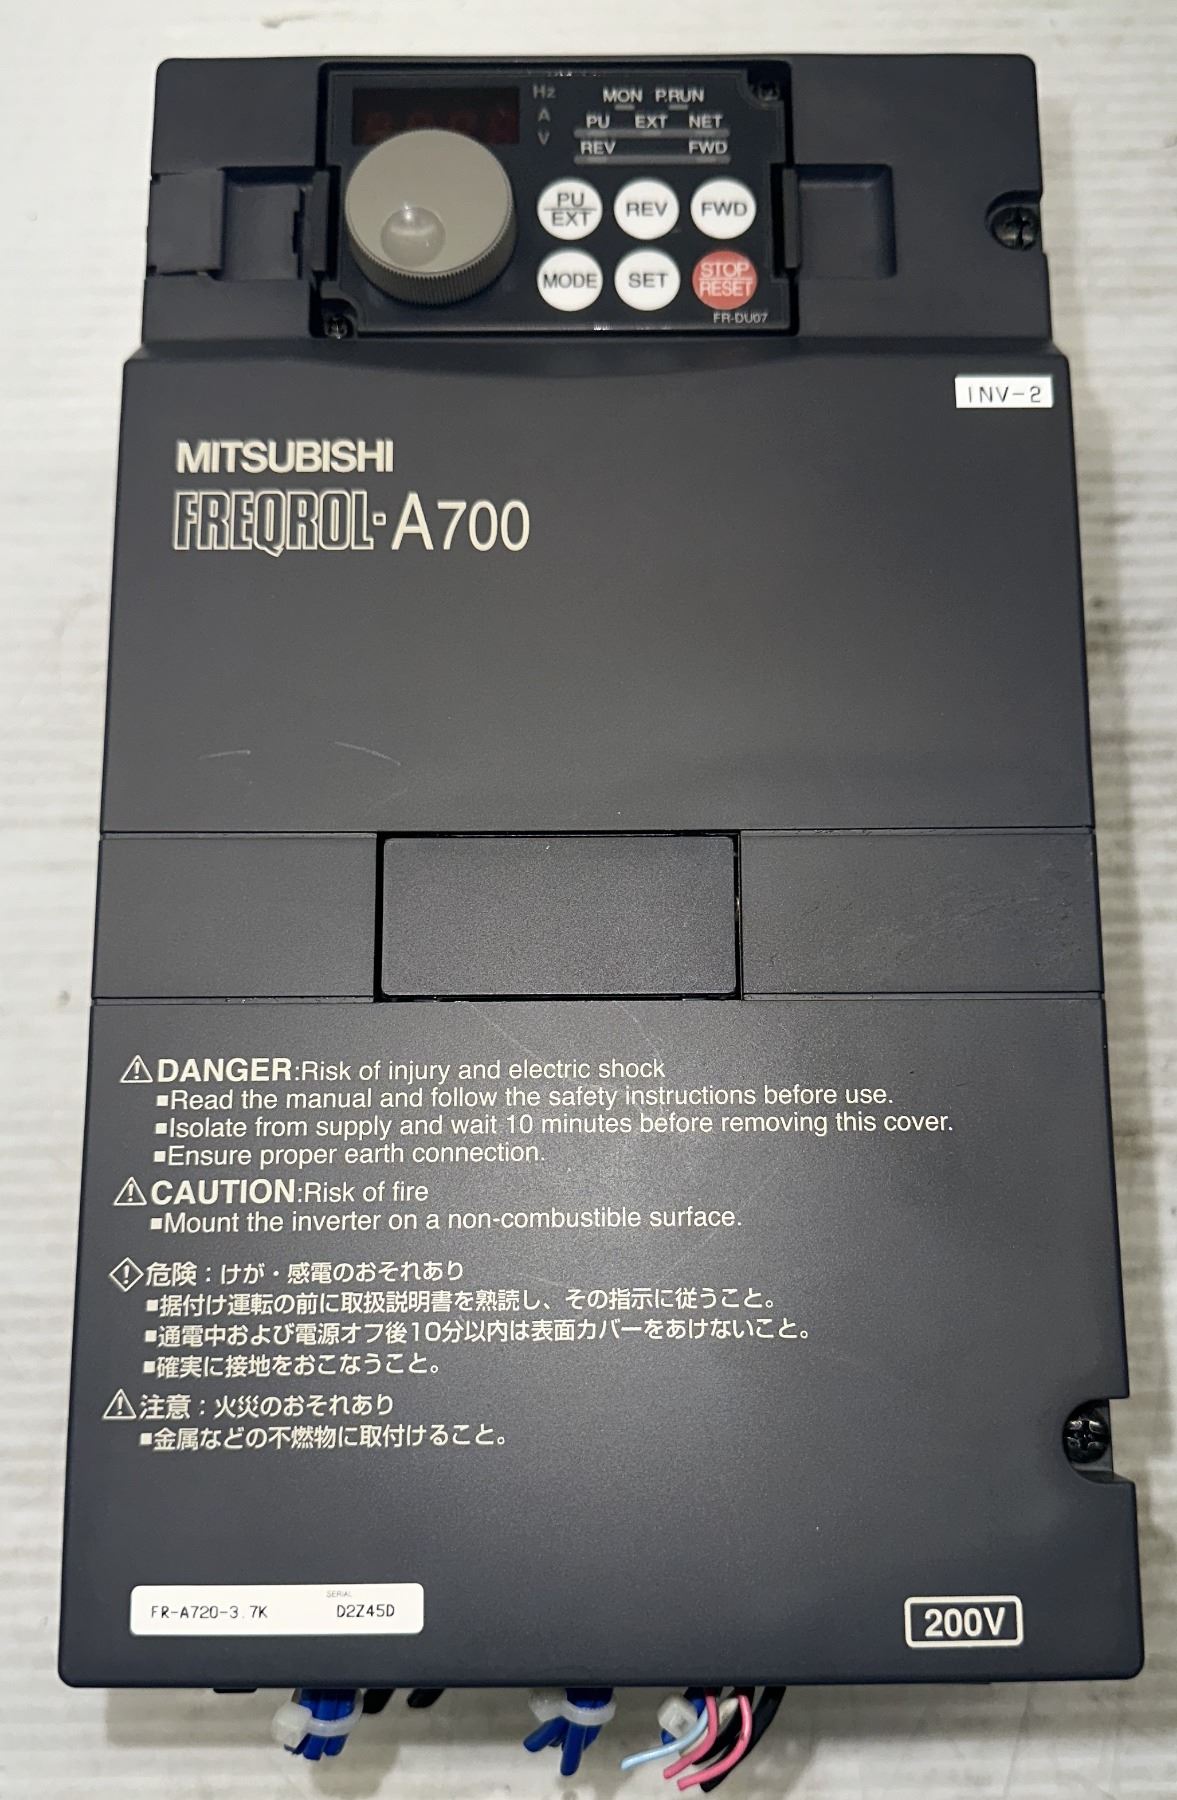 Hz
MON P.RUN
A
PU EXT NET
V
REV FWD
PU
EXT
REV
FWD
MODE
SET
STOP
RESET
FR-DU07
INV-2
MITSUBISHI
FREQROL-A700
⚠DANGER:Risk of injury and electric shock
■Read the manual and follow the safety instructions before use.
■Isolate from supply and wait 10 minutes before removing this cover.
■Ensure proper earth connection.
⚠CAUTION:Risk of fire
■Mount the inverter on a non-combustible surface.
危険：けが・感電のおそれあり
■据付け運転の前に取扱説明書を熟読し、その指示に従うこと。
■通電中および電源オフ後10分以内は表面カバーをあけないこと。
■確実に接地をおこなうこと。
⚠注意：火災のおそれあり
■金属などの不燃物に取付けること。
SERIAL
FR-A720-3.7K D2Z45D
200V